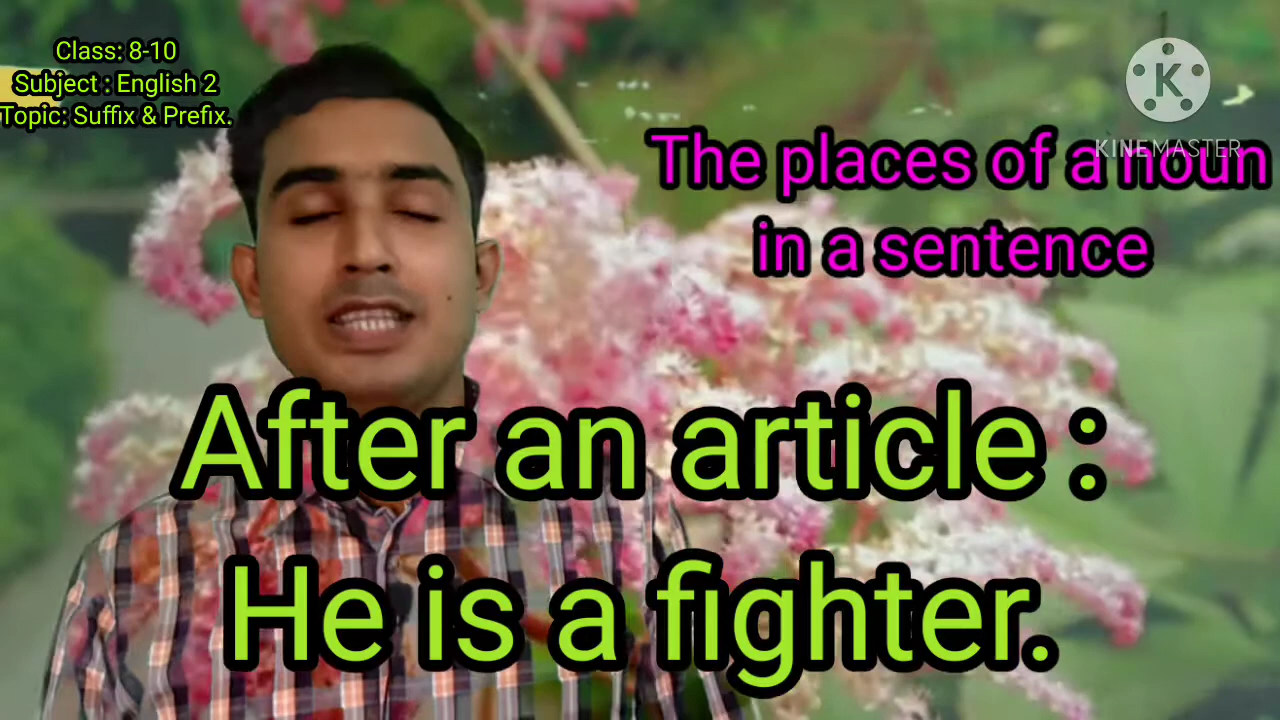 Class: 8-10
Subject : English 2
Topic: Suffix & Prefix.
K
KINEMASTER
The places of a noun
in a sentence
After an article :
He is a fighter.